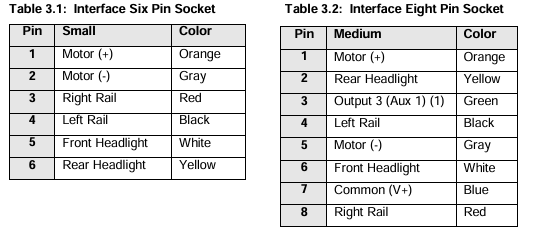 Table 3.1: Interface Six Pin Socket
Pin Small Color
1 Motor (+) Orange
2 Motor (-) Gray
3 Right Rail Red
4 Left Rail Black
5 Front Headlight White
6 Rear Headlight Yellow
Table 3.2: Interface Eight Pin Socket
Pin Medium Color
1 Motor (+) Orange
2 Rear Headlight Yellow
3 Output 3 (Aux 1) (1) Green
4 Left Rail Black
5 Motor (-) Gray
6 Front Headlight White
7 Common (V+) Blue
8 Right Rail Red